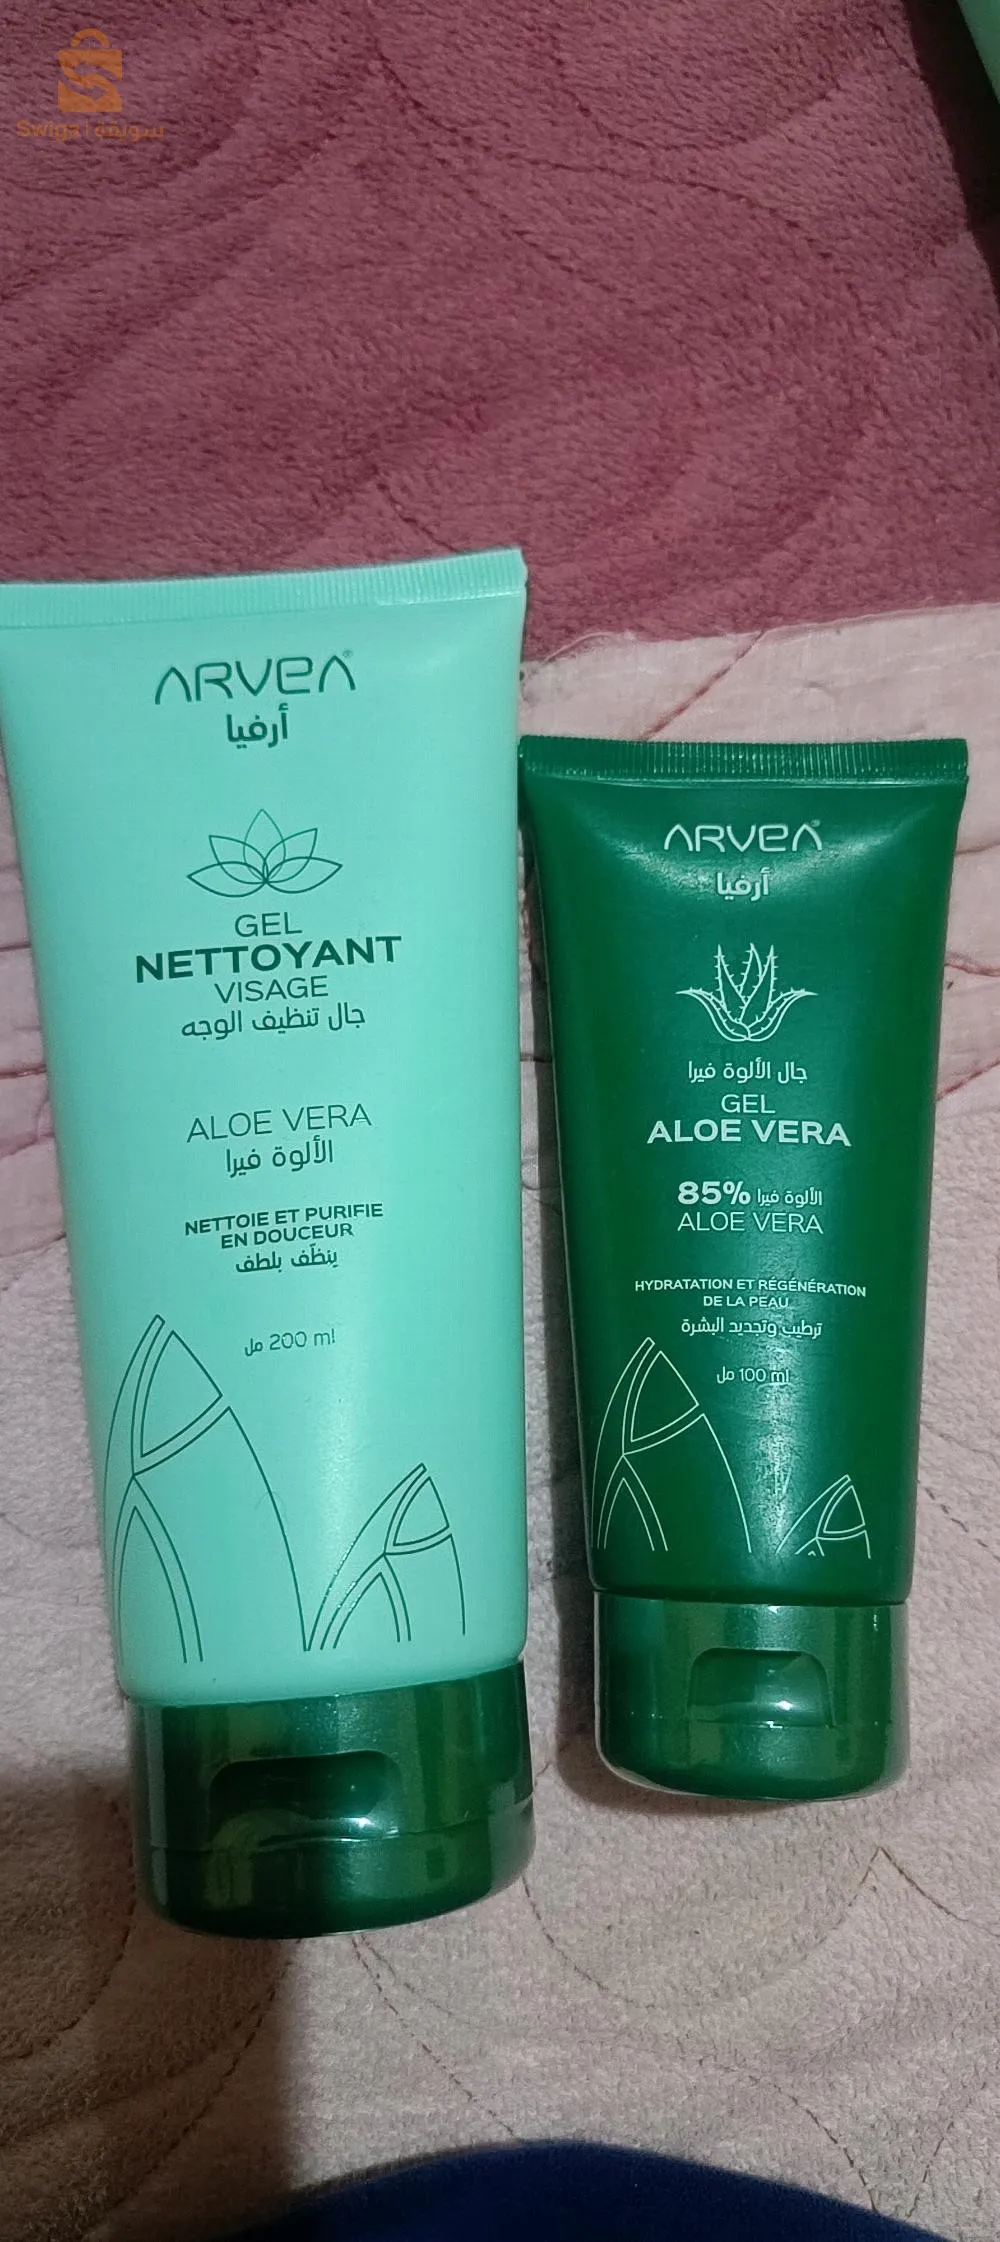 Swiqa | سويقة
ARVEA®
أرفيا
GEL
NETTOYANT
VISAGE
جال تنظيف الوجه
ALOE VERA
الألوة فيرا
NETTOIE ET PURIFIE
EN DOUCEUR
ينظّف بلطف
200 ml مل
ARVEA®
أرفيا
جال الألوة فيرا
GEL
ALOE VERA
85% الألوة فيرا
ALOE VERA
HYDRATATION ET RÉGÉNÉRATION
DE LA PEAU
ترطيب وتجديد البشرة
100 ml مل